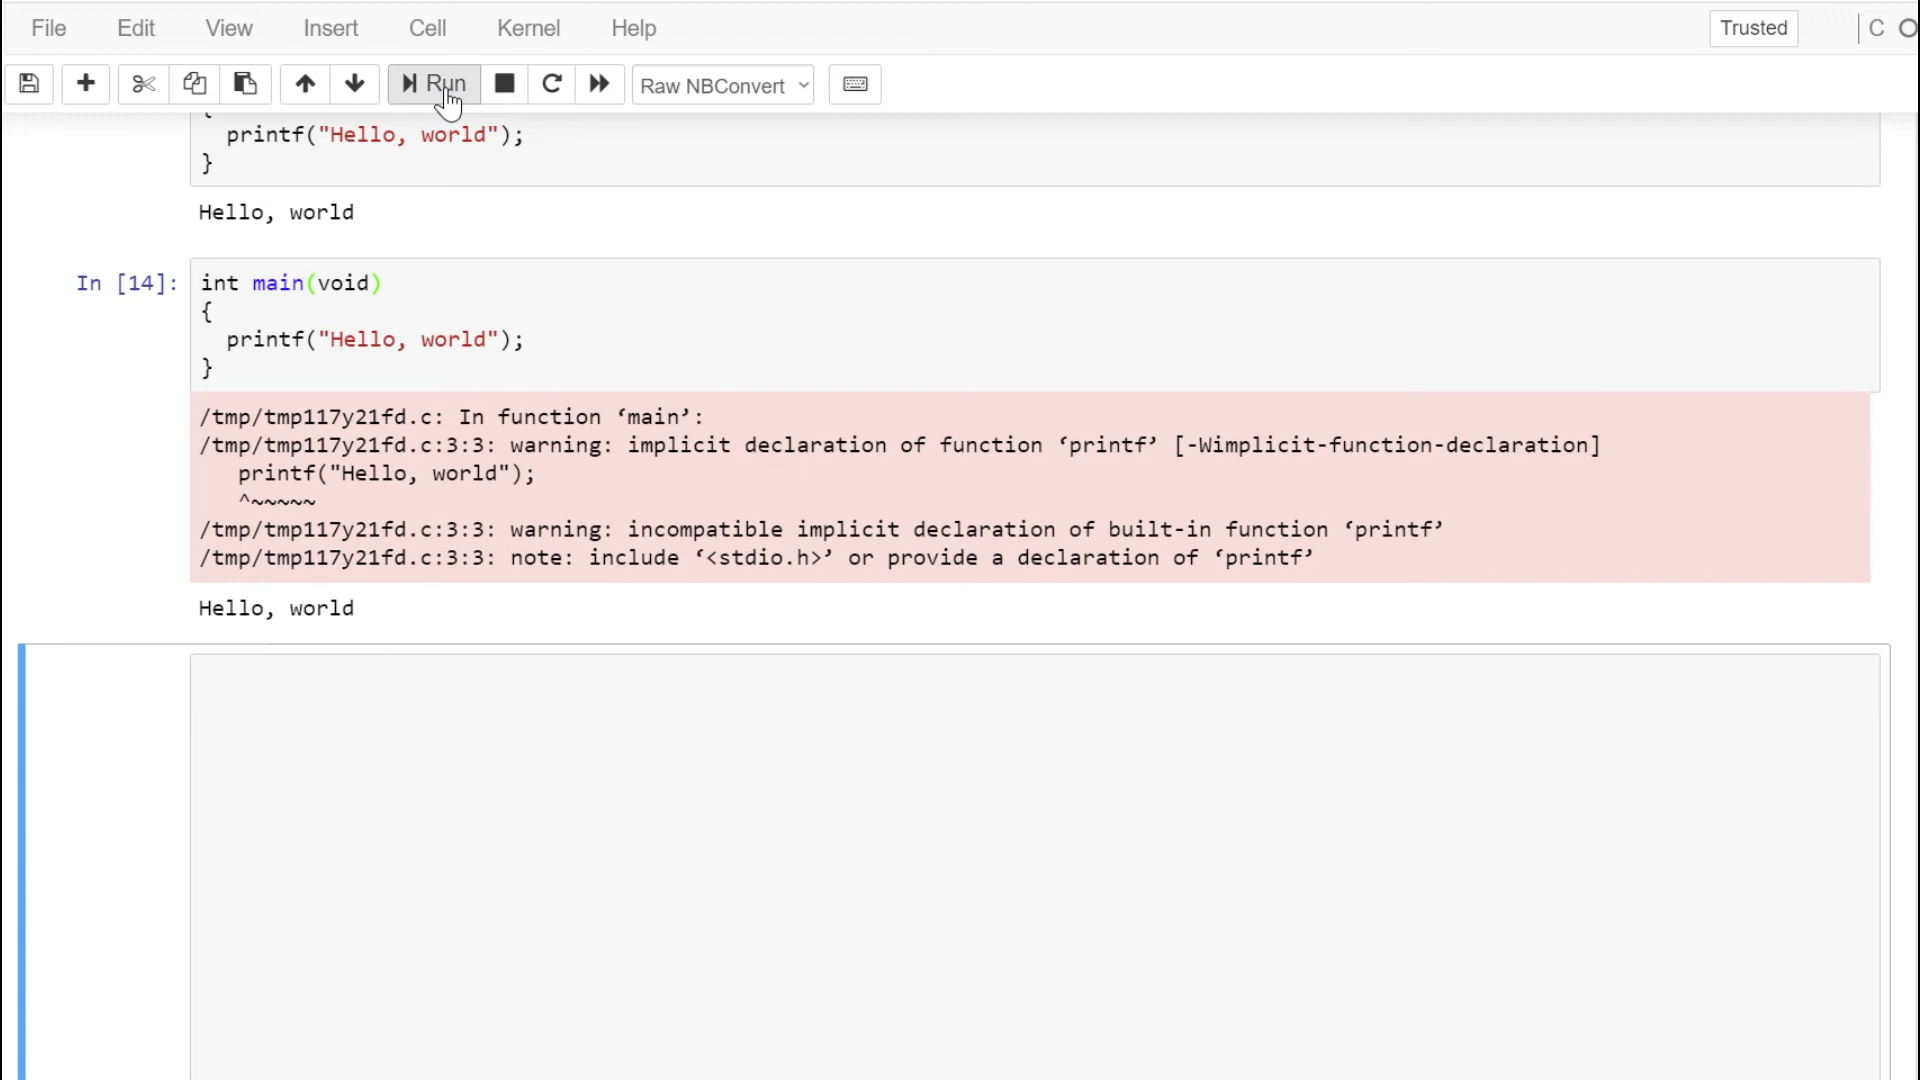 File Edit View Insert Cell Kernel Help Trusted C
Run Raw NBConvert
{
printf("Hello, world");
}
Hello, world
In [14]: int main(void)
{
printf("Hello, world");
}
/tmp/tmp117y21fd.c: In function ‘main’:
/tmp/tmp117y21fd.c:3:3: warning: implicit declaration of function ‘printf’ [-Wimplicit-function-declaration]
printf("Hello, world");
^~~~~~
/tmp/tmp117y21fd.c:3:3: warning: incompatible implicit declaration of built-in function ‘printf’
/tmp/tmp117y21fd.c:3:3: note: include ‘<stdio.h>’ or provide a declaration of ‘printf’
Hello, world